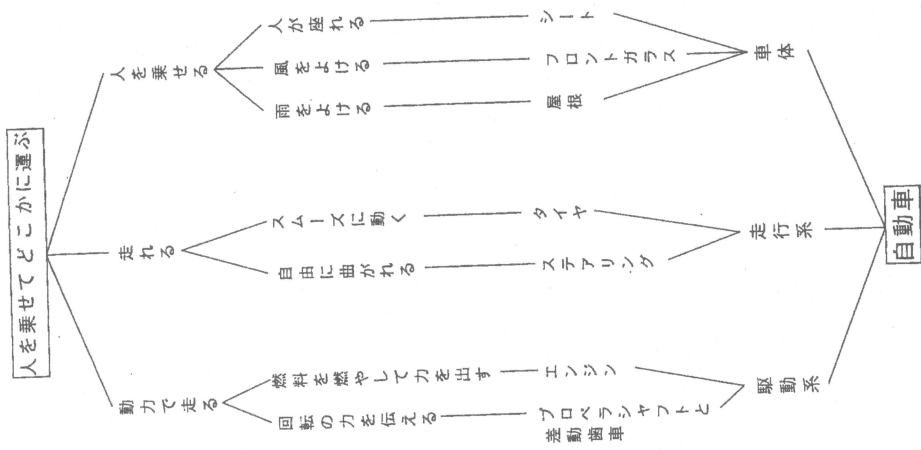 人を乗せてどこかに運ぶ
人を乗せる
走れる
動力で走る
人が座れる
風をよける
雨をよける
スムーズに動く
自由に曲がれる
燃料を燃やして力を出す
回転の力を伝える
シート
フロントガラス
屋根
タイヤ
ステアリング
エンジン
プロペラシャフトと
差動歯車
車体
走行系
駆動系
自動車